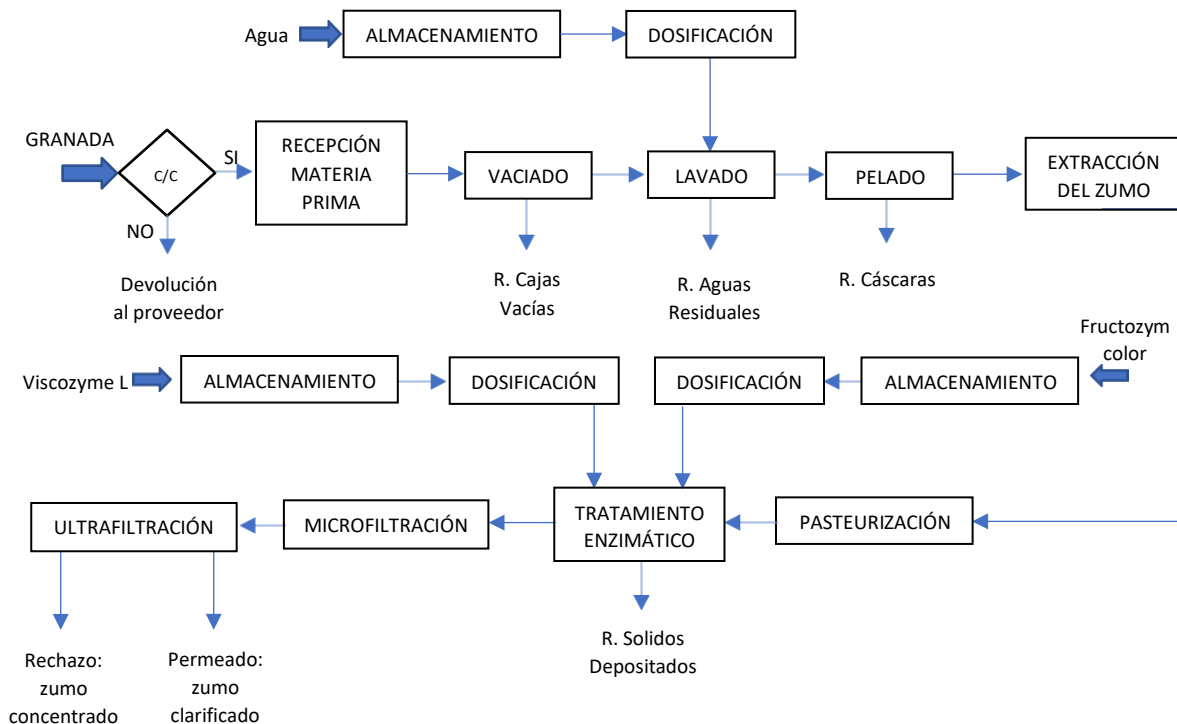 Agua
ALMACENAMIENTO
DOSIFICACIÓN
GRANADA
C/C
SI
NO
RECEPCIÓN
MATERIA
PRIMA
VACIADO
LAVADO
PELADO
EXTRACCIÓN
DEL ZUMO
Devolución
al proveedor
R. Cajas
Vacías
R. Aguas
Residuales
R. Cáscaras
Viscozyme L
ALMACENAMIENTO
DOSIFICACIÓN
DOSIFICACIÓN
ALMACENAMIENTO
Fructozym
color
ULTRAFILTRACIÓN
MICROFILTRACIÓN
TRATAMIENTO
ENZIMÁTICO
PASTEURIZACIÓN
Rechazo:
zumo
concentrado
Permeado:
zumo
clarificado
R. Solidos
Depositados